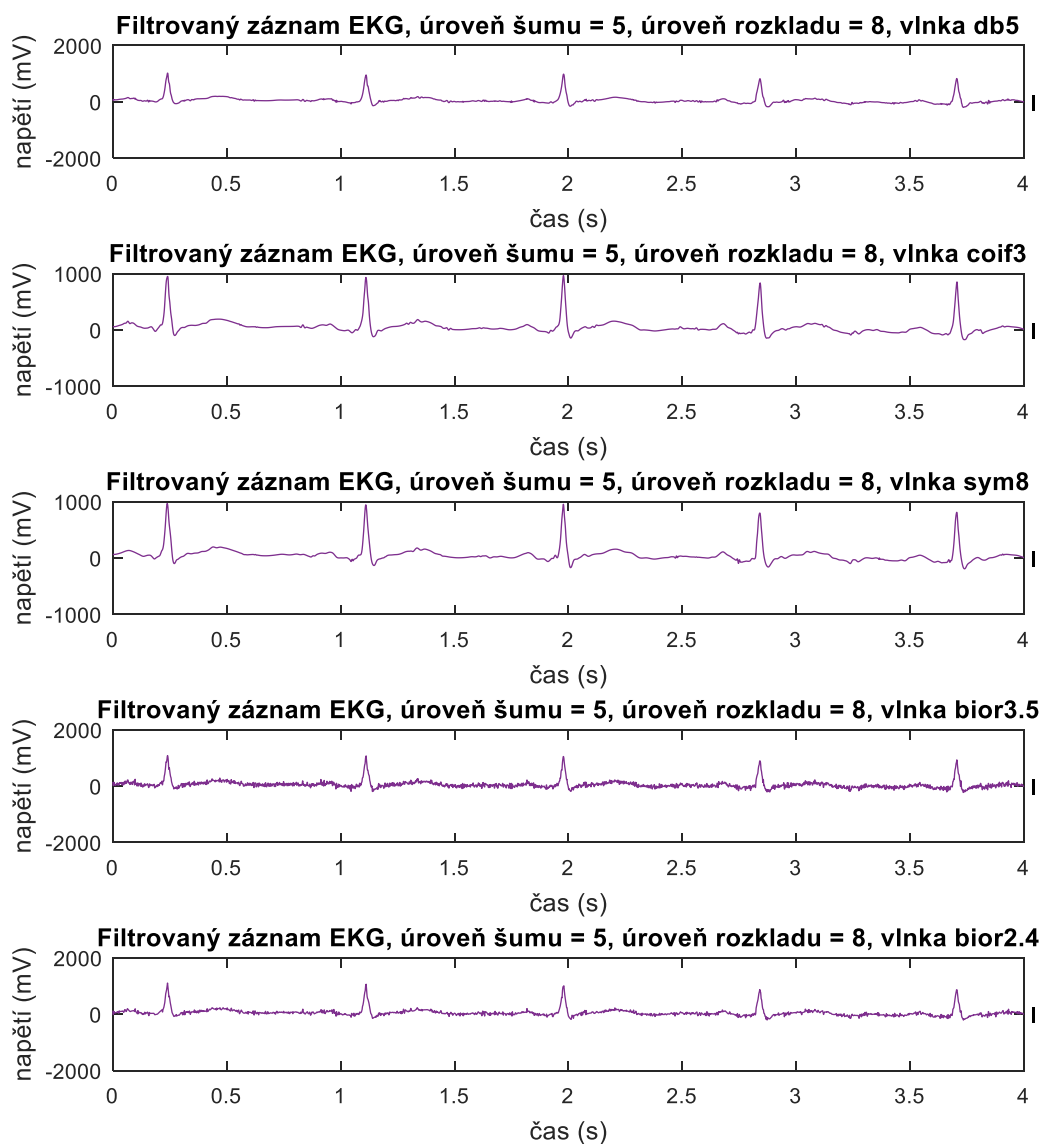 Filtrovaný záznam EKG, úroveň šumu = 5, úroveň rozkladu = 8, vlnka db5
napětí (mV)
2000
0
-2000
I
0 0.5 1 1.5 2 2.5 3 3.5 4
čas (s)
Filtrovaný záznam EKG, úroveň šumu = 5, úroveň rozkladu = 8, vlnka coif3
napětí (mV)
1000
0
-1000
I
0 0.5 1 1.5 2 2.5 3 3.5 4
čas (s)
Filtrovaný záznam EKG, úroveň šumu = 5, úroveň rozkladu = 8, vlnka sym8
napětí (mV)
1000
0
-1000
I
0 0.5 1 1.5 2 2.5 3 3.5 4
čas (s)
Filtrovaný záznam EKG, úroveň šumu = 5, úroveň rozkladu = 8, vlnka bior3.5
napětí (mV)
2000
0
-2000
I
0 0.5 1 1.5 2 2.5 3 3.5 4
čas (s)
Filtrovaný záznam EKG, úroveň šumu = 5, úroveň rozkladu = 8, vlnka bior2.4
napětí (mV)
2000
0
-2000
I
0 0.5 1 1.5 2 2.5 3 3.5 4
čas (s)